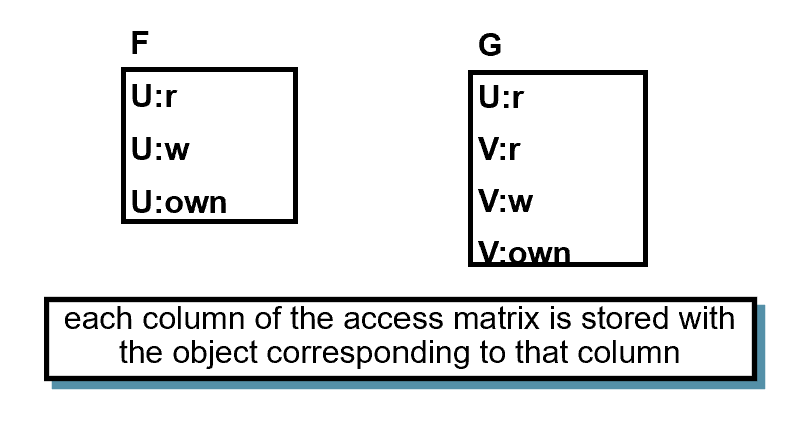 F
U:r
U:w
U:own
G
U:r
V:r
V:w
V:own
each column of the access matrix is stored with
the object corresponding to that column